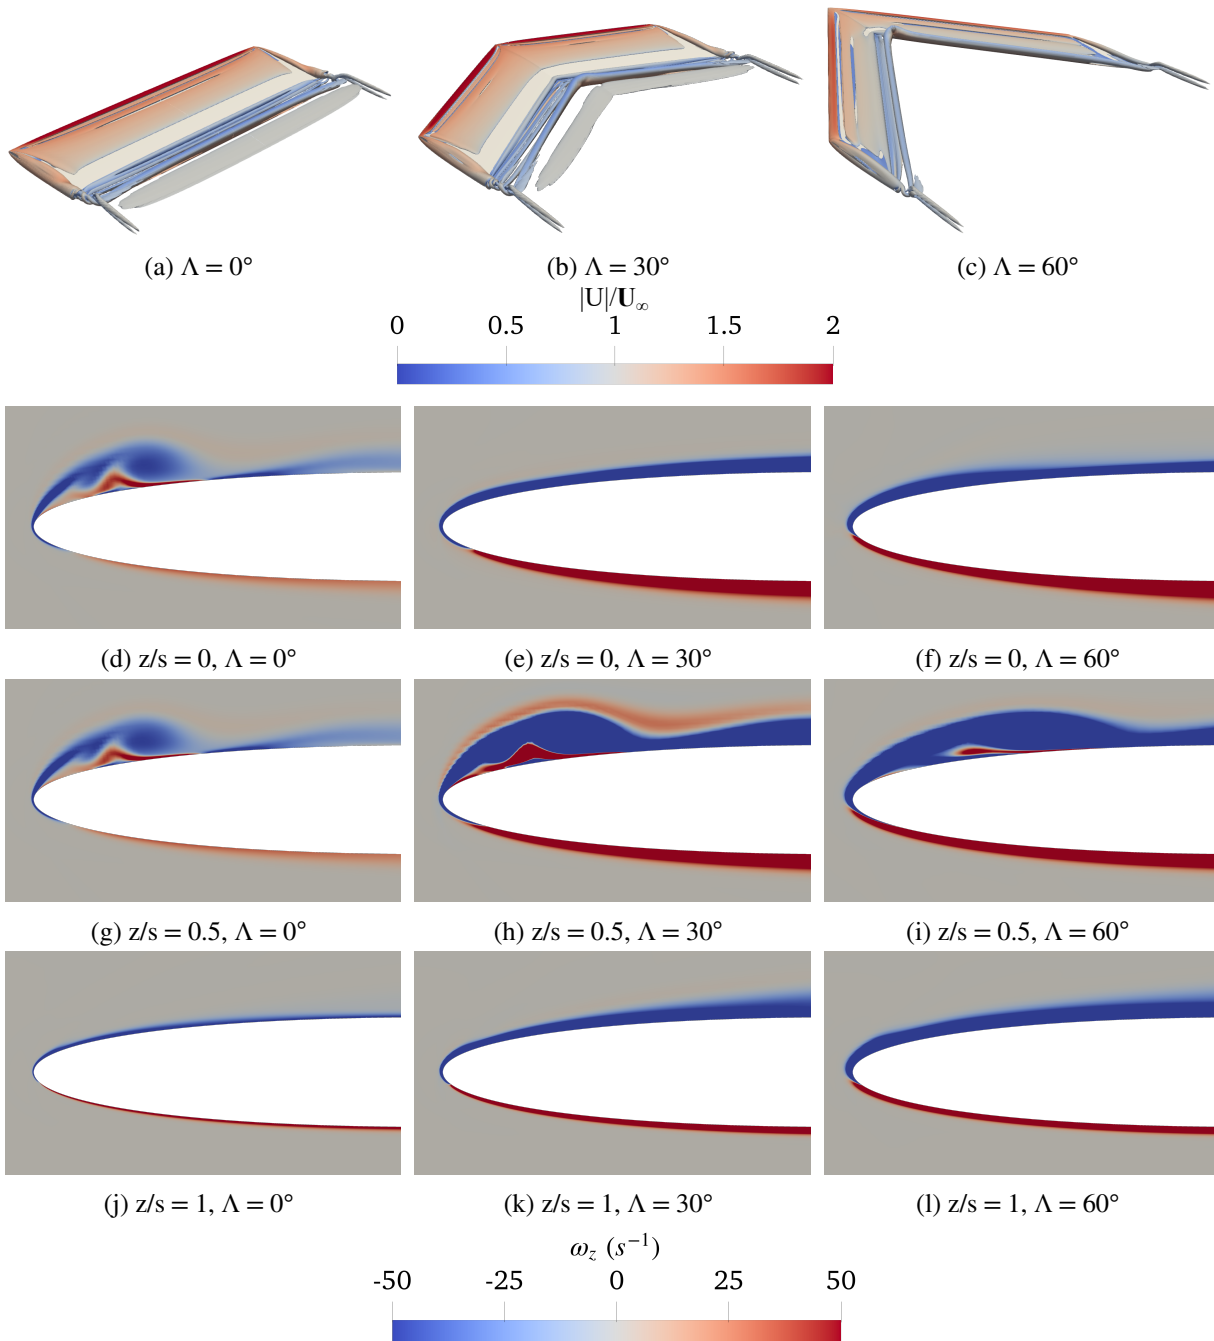 (a) Λ = 0° (b) Λ = 30° (c) Λ = 60°
|U|/U∞
0 0.5 1 1.5 2
(d) z/s = 0, Λ = 0° (e) z/s = 0, Λ = 30° (f) z/s = 0, Λ = 60°
(g) z/s = 0.5, Λ = 0° (h) z/s = 0.5, Λ = 30° (i) z/s = 0.5, Λ = 60°
(j) z/s = 1, Λ = 0° (k) z/s = 1, Λ = 30° (l) z/s = 1, Λ = 60°
ω_z (s⁻¹)
-50 -25 0 25 50